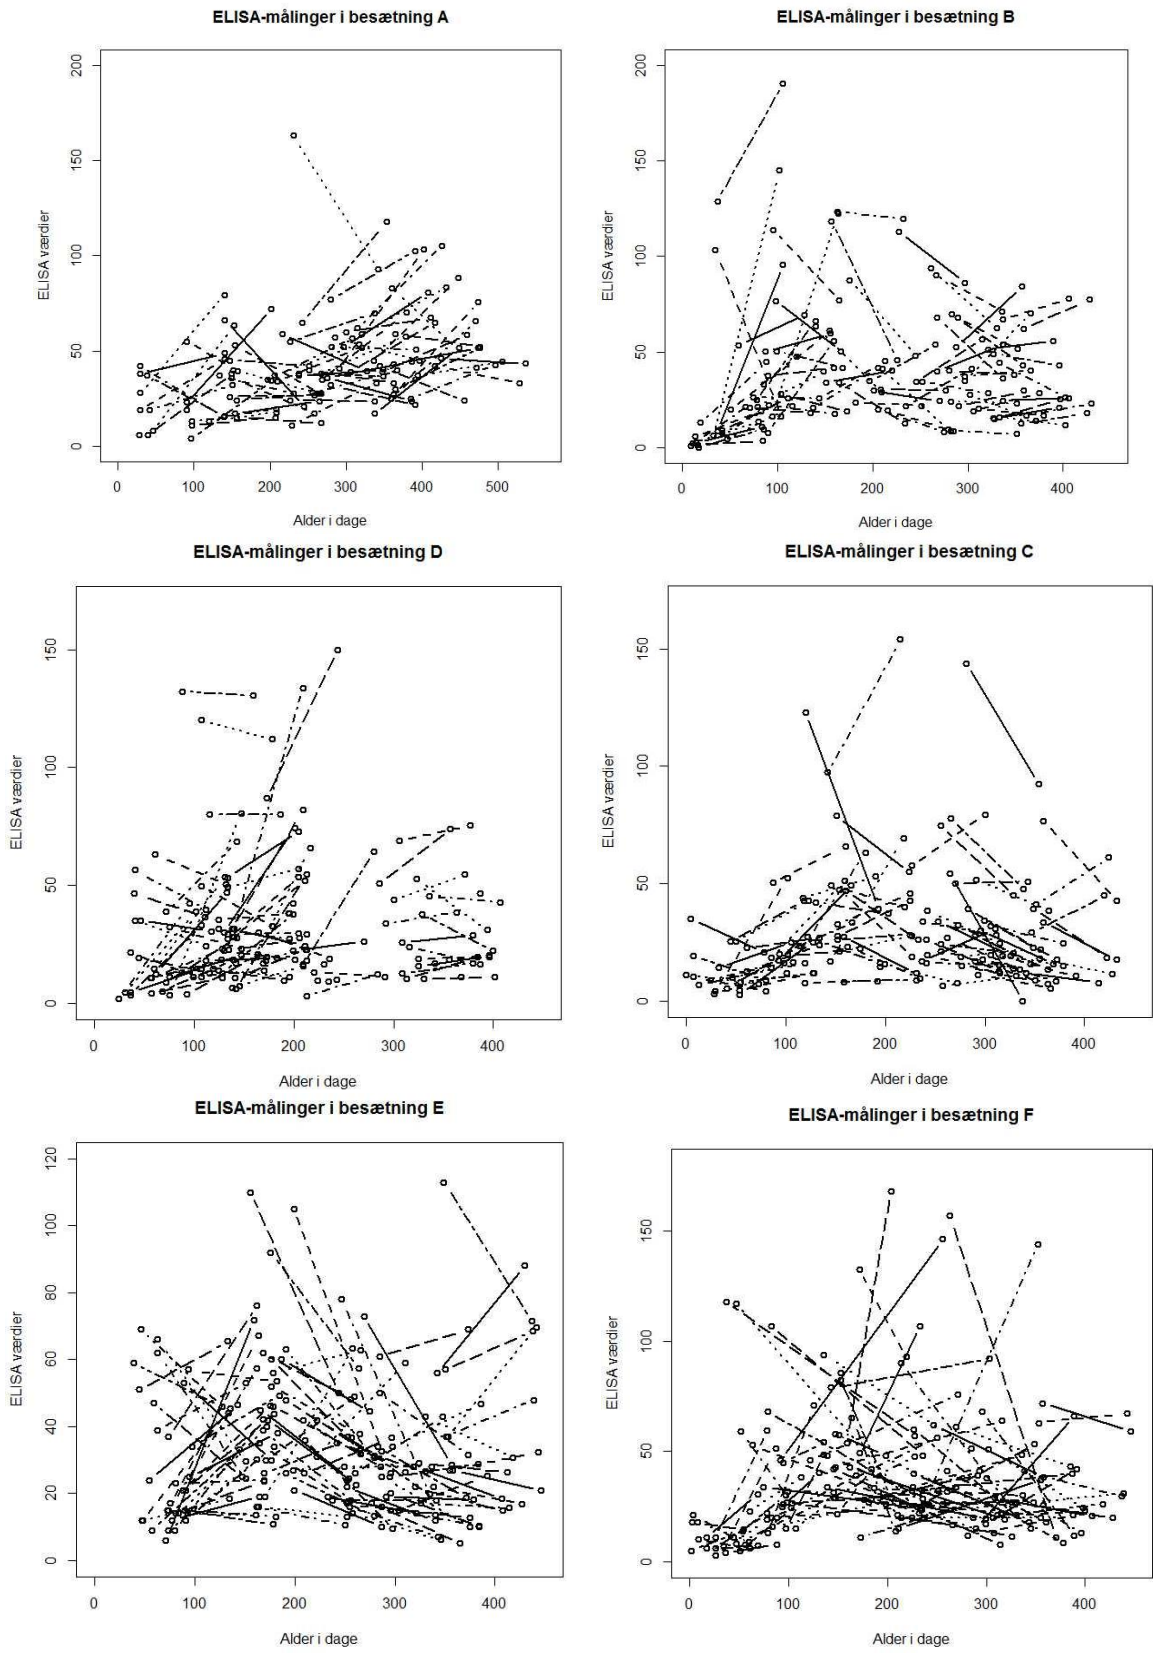 ELISA-målinger i besætning A
ELISA værdier
0
50
100
150
200
0 100 200 300 400 500
Alder i dage
ELISA-målinger i besætning B
ELISA værdier
0
50
100
150
200
0 100 200 300 400
Alder i dage
ELISA-målinger i besætning D
ELISA værdier
0
50
100
150
0 100 200 300 400
Alder i dage
ELISA-målinger i besætning C
ELISA værdier
0
50
100
150
0 100 200 300 400
Alder i dage
ELISA-målinger i besætning E
ELISA værdier
0
20
40
60
80
100
120
0 100 200 300 400
Alder i dage
ELISA-målinger i besætning F
ELISA værdier
0
50
100
150
0 100 200 300 400
Alder i dage